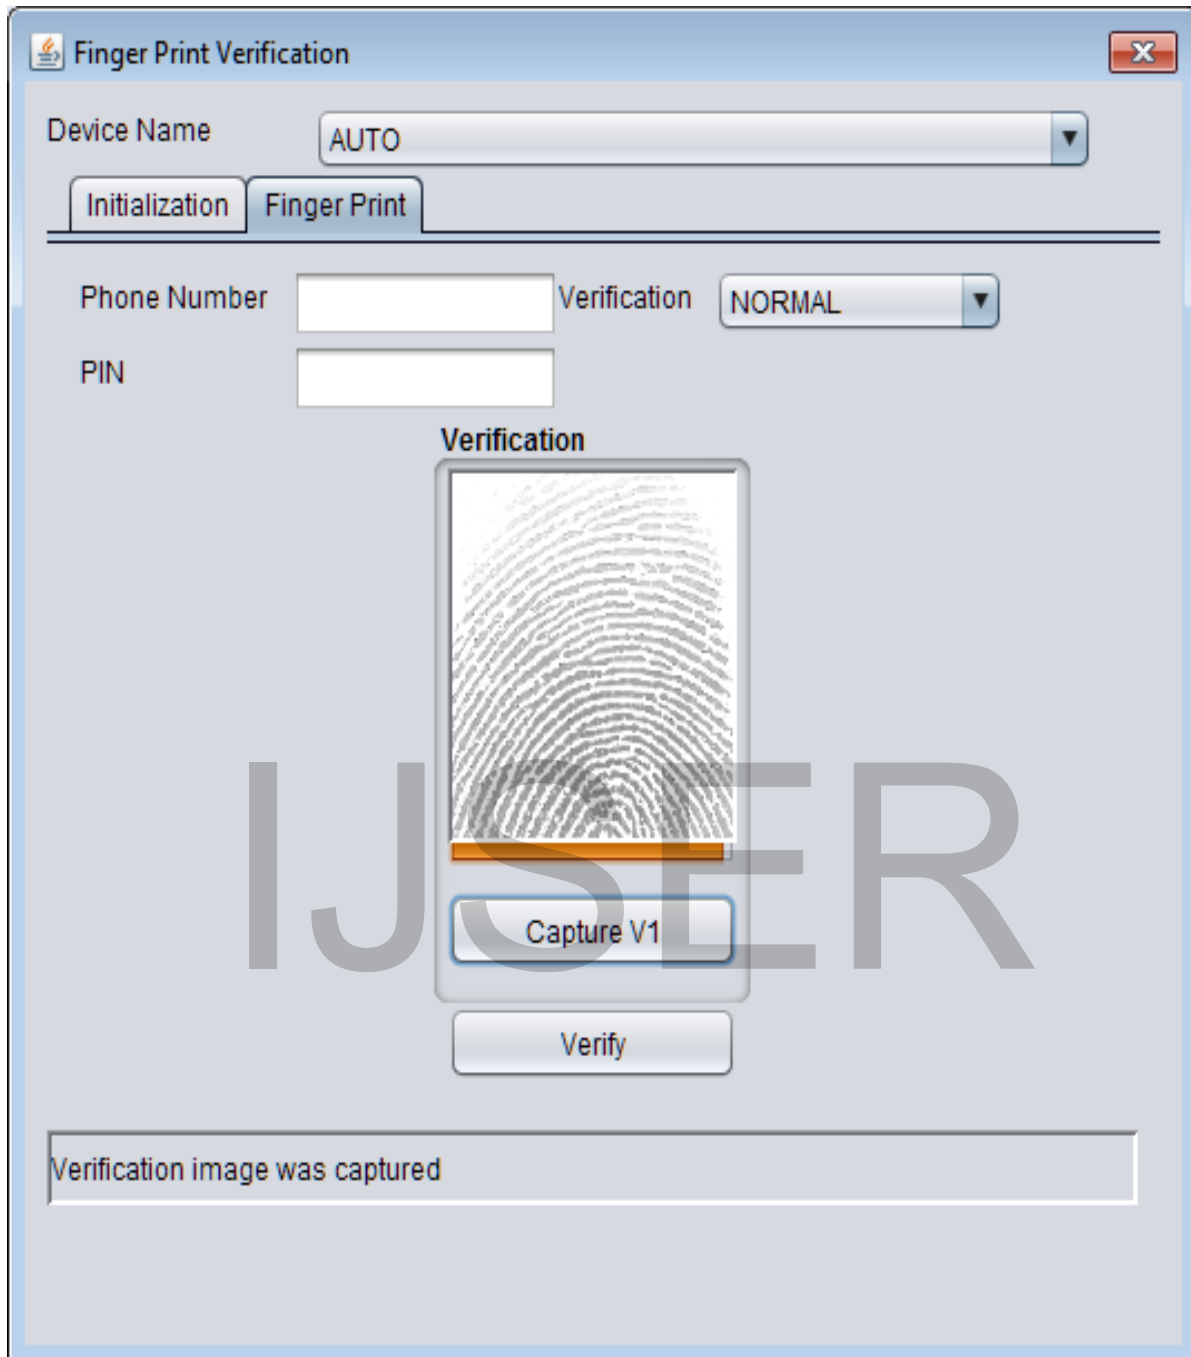 Finger Print Verification
Device Name AUTO
Initialization Finger Print
Phone Number Verification NORMAL
PIN
Verification
IJSER
Capture V1
Verify
Verification image was captured